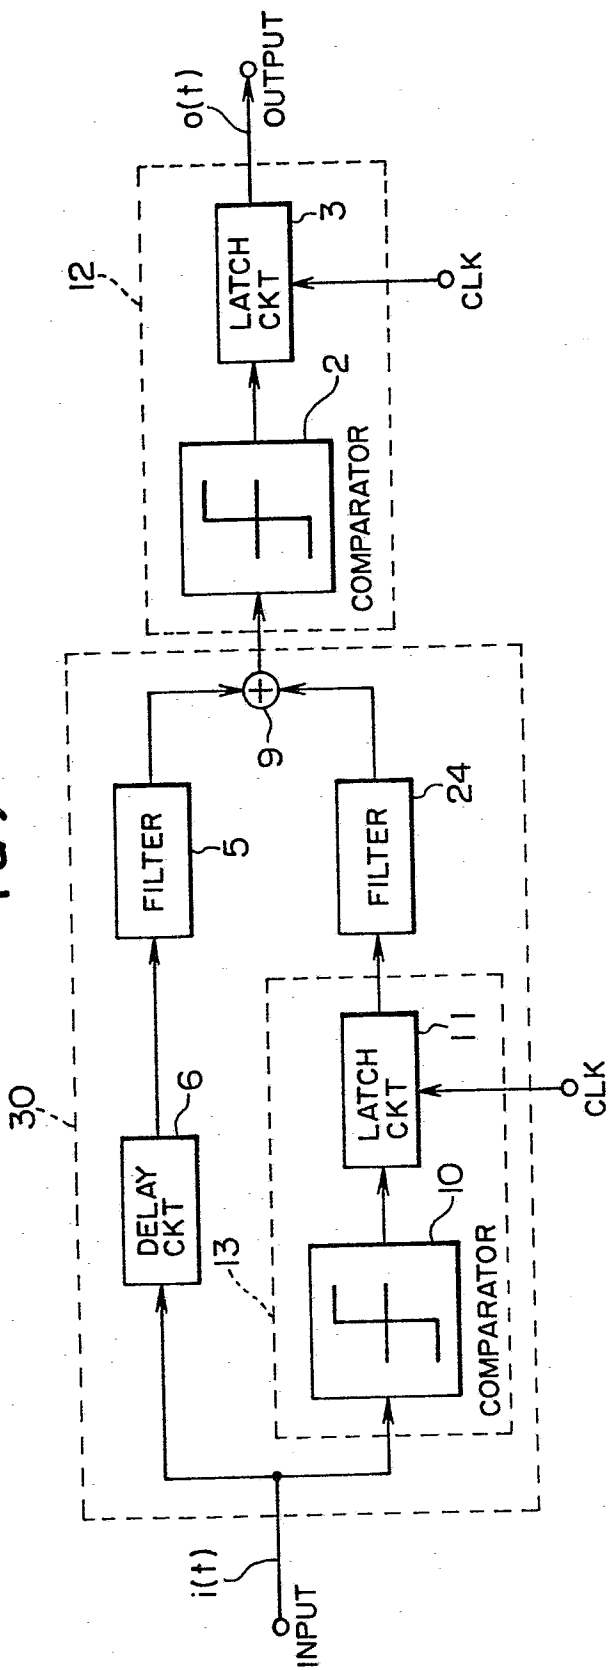 30
12
i(t)
INPUT
DELAY
CKT
6
FILTER
5
13
10
COMPARATOR
LATCH
CKT
11
CLK
FILTER
24
9
2
COMPARATOR
LATCH
CKT
3
CLK
o(t)
OUTPUT